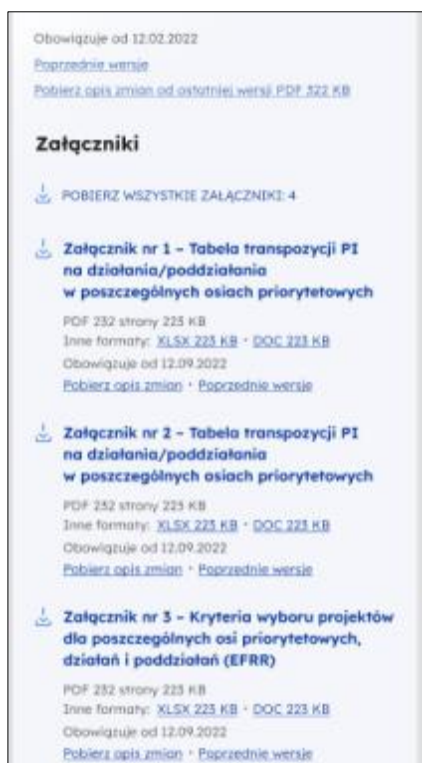 Obowiązuje od 12.02.2022
Poprzednie wersje
Pobierz opis zmian od ostatniej wersji PDF 322 KB
Załączniki
POBIERZ WSZYSTKIE ZAŁĄCZNIKI: 4
Załącznik nr 1 – Tabela transpozycji PI
na działania/poddziałania
w poszczególnych osiach priorytetowych
PDF 232 strony 223 KB
Inne formaty: XLSX 223 KB • DOC 223 KB
Obowiązuje od 12.09.2022
Pobierz opis zmian • Poprzednie wersje
Załącznik nr 2 – Tabela transpozycji PI
na działania/poddziałania
w poszczególnych osiach priorytetowych
PDF 232 strony 223 KB
Inne formaty: XLSX 223 KB • DOC 223 KB
Obowiązuje od 12.09.2022
Pobierz opis zmian • Poprzednie wersje
Załącznik nr 3 – Kryteria wyboru projektów
dla poszczególnych osi priorytetowych,
działań i poddziałań (EFRR)
PDF 232 strony 223 KB
Inne formaty: XLSX 223 KB • DOC 223 KB
Obowiązuje od 12.09.2022
Pobierz opis zmian • Poprzednie wersje